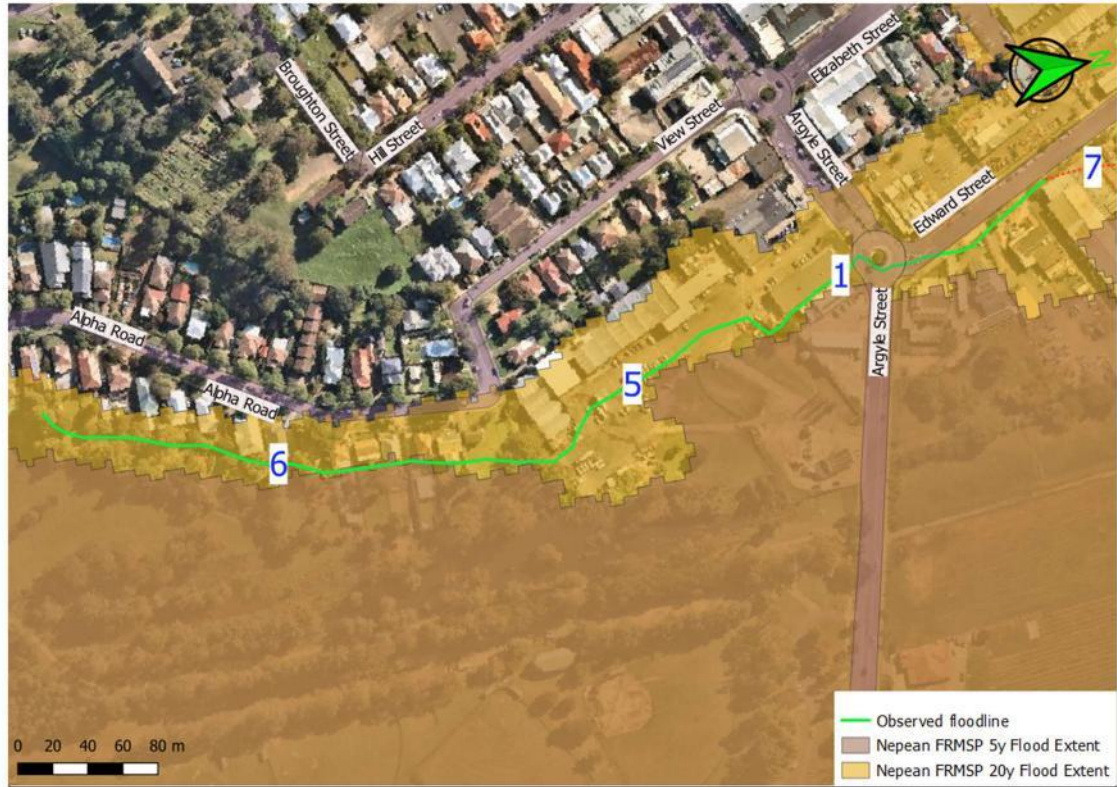 Broughton Street
Hill Street
View Street
Elizabeth Street
Argyle Street
N
Edward Street
7
1
Alpha Road
Alpha Road
Argyle Street
5
6
0 20 40 60 80 m
Observed floodline
Nepean FRMSP 5y Flood Extent
Nepean FRMSP 20y Flood Extent